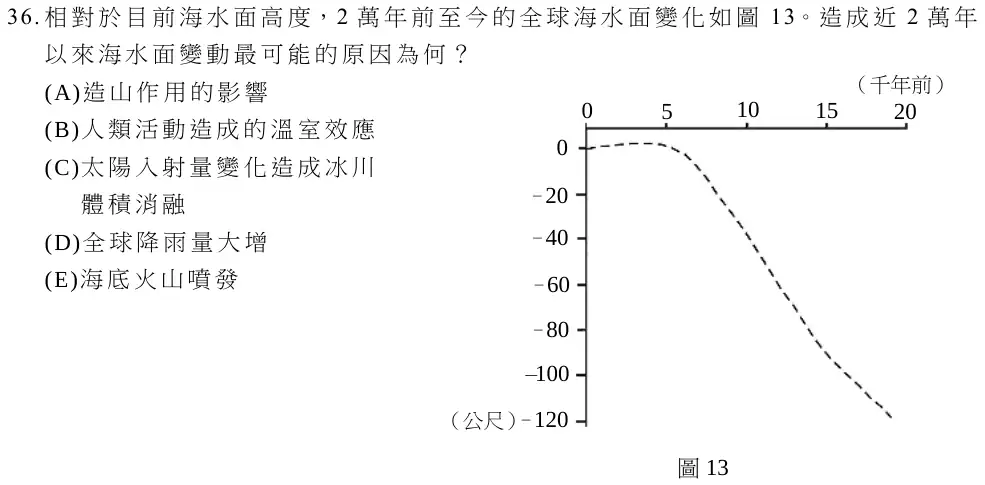 36.相對於目前海水面高度，2 萬年前至今的全球海水面變化如圖 13。造成近 2 萬年
以來海水面變動最可能的原因為何？
(A)造山作用的影響
(B)人類活動造成的溫室效應
(C)太陽入射量變化造成冰川
體積消融
(D)全球降雨量大增
(E)海底火山噴發
（千年前）
0 5 10 15 20
0
-20
-40
-60
-80
-100
（公尺）-120
圖 13